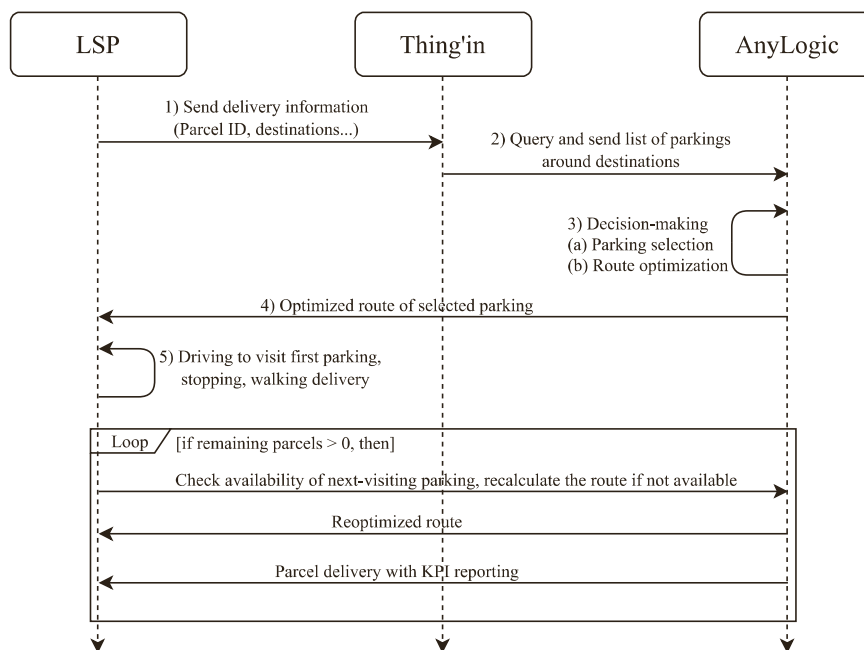 LSP
Thing'in
AnyLogic
1) Send delivery information
(Parcel ID, destinations...)
2) Query and send list of parkings
around destinations
3) Decision-making
(a) Parking selection
(b) Route optimization
4) Optimized route of selected parking
5) Driving to visit first parking,
stopping, walking delivery
Loop
[if remaining parcels > 0, then]
Check availability of next-visiting parking, recalculate the route if not available
Reoptimized route
Parcel delivery with KPI reporting